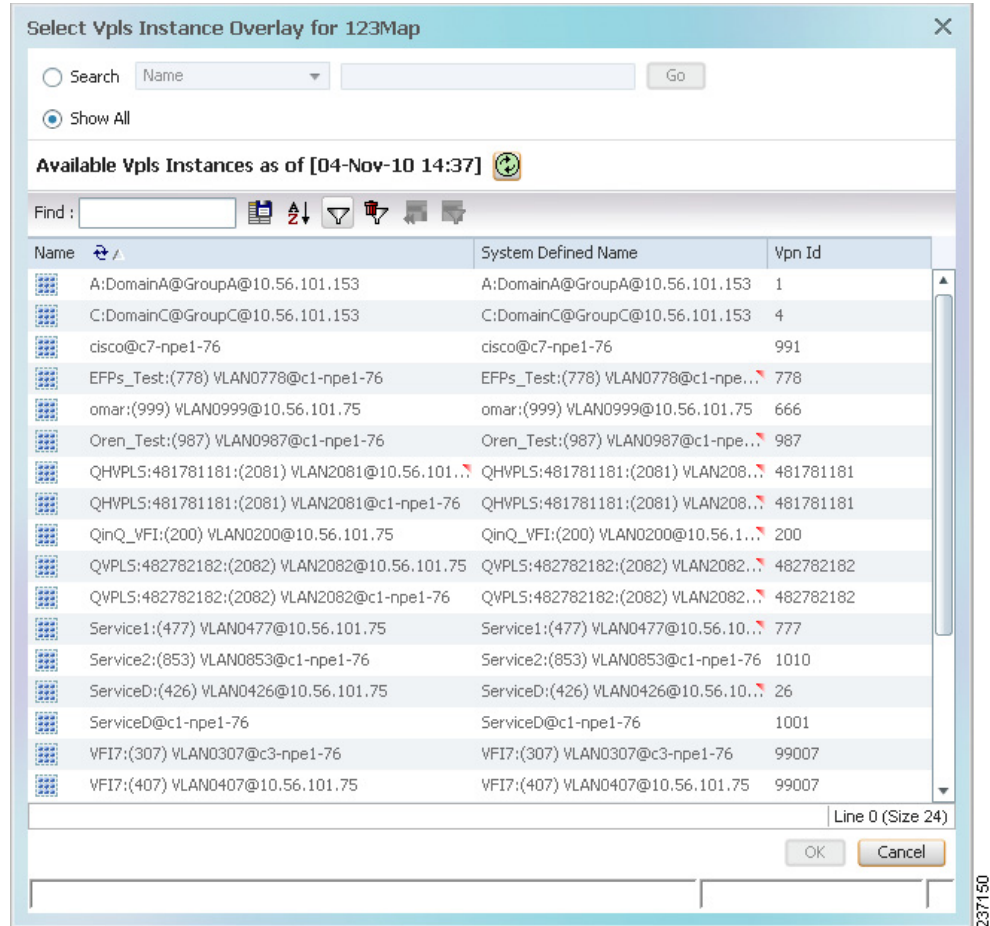 Select Vpls Instance Overlay for 123Map
Search Name Go
Show All
Available Vpls Instances as of [04-Nov-10 14:37]
Find :
Name System Defined Name Vpn Id
A:DomainA@GroupA@10.56.101.153 A:DomainA@GroupA@10.56.101.153 1
C:DomainC@GroupC@10.56.101.153 C:DomainC@GroupC@10.56.101.153 4
cisco@c7-npe1-76 cisco@c7-npe1-76 991
EFPs_Test:(778) VLAN0778@c1-npe1-76 EFPs_Test:(778) VLAN0778@c1-npe... 778
omar:(999) VLAN0999@10.56.101.75 omar:(999) VLAN0999@10.56.101.75 666
Oren_Test:(987) VLAN0987@c1-npe1-76 Oren_Test:(987) VLAN0987@c1-npe... 987
QHVPLS:481781181:(2081) VLAN2081@10.56.101... QHVPLS:481781181:(2081) VLAN208... 481781181
QHVPLS:481781181:(2081) VLAN2081@c1-npe1-76 QHVPLS:481781181:(2081) VLAN208... 481781181
QinQ_VFI:(200) VLAN0200@10.56.101.75 QinQ_VFI:(200) VLAN0200@10.56.1... 200
QVPLS:482782182:(2082) VLAN2082@10.56.101.75 QVPLS:482782182:(2082) VLAN2082... 482782182
QVPLS:482782182:(2082) VLAN2082@c1-npe1-76 QVPLS:482782182:(2082) VLAN2082... 482782182
Service1:(477) VLAN0477@10.56.101.75 Service1:(477) VLAN0477@10.56.10... 777
Service2:(853) VLAN0853@c1-npe1-76 Service2:(853) VLAN0853@c1-npe1-76 1010
ServiceD:(426) VLAN0426@10.56.101.75 ServiceD:(426) VLAN0426@10.56.10... 26
ServiceD@c1-npe1-76 ServiceD@c1-npe1-76 1001
VFI7:(307) VLAN0307@c3-npe1-76 VFI7:(307) VLAN0307@c3-npe1-76 99007
VFI7:(407) VLAN0407@10.56.101.75 VFI7:(407) VLAN0407@10.56.101.75 99007
Line 0 (Size 24)
OK Cancel
237150